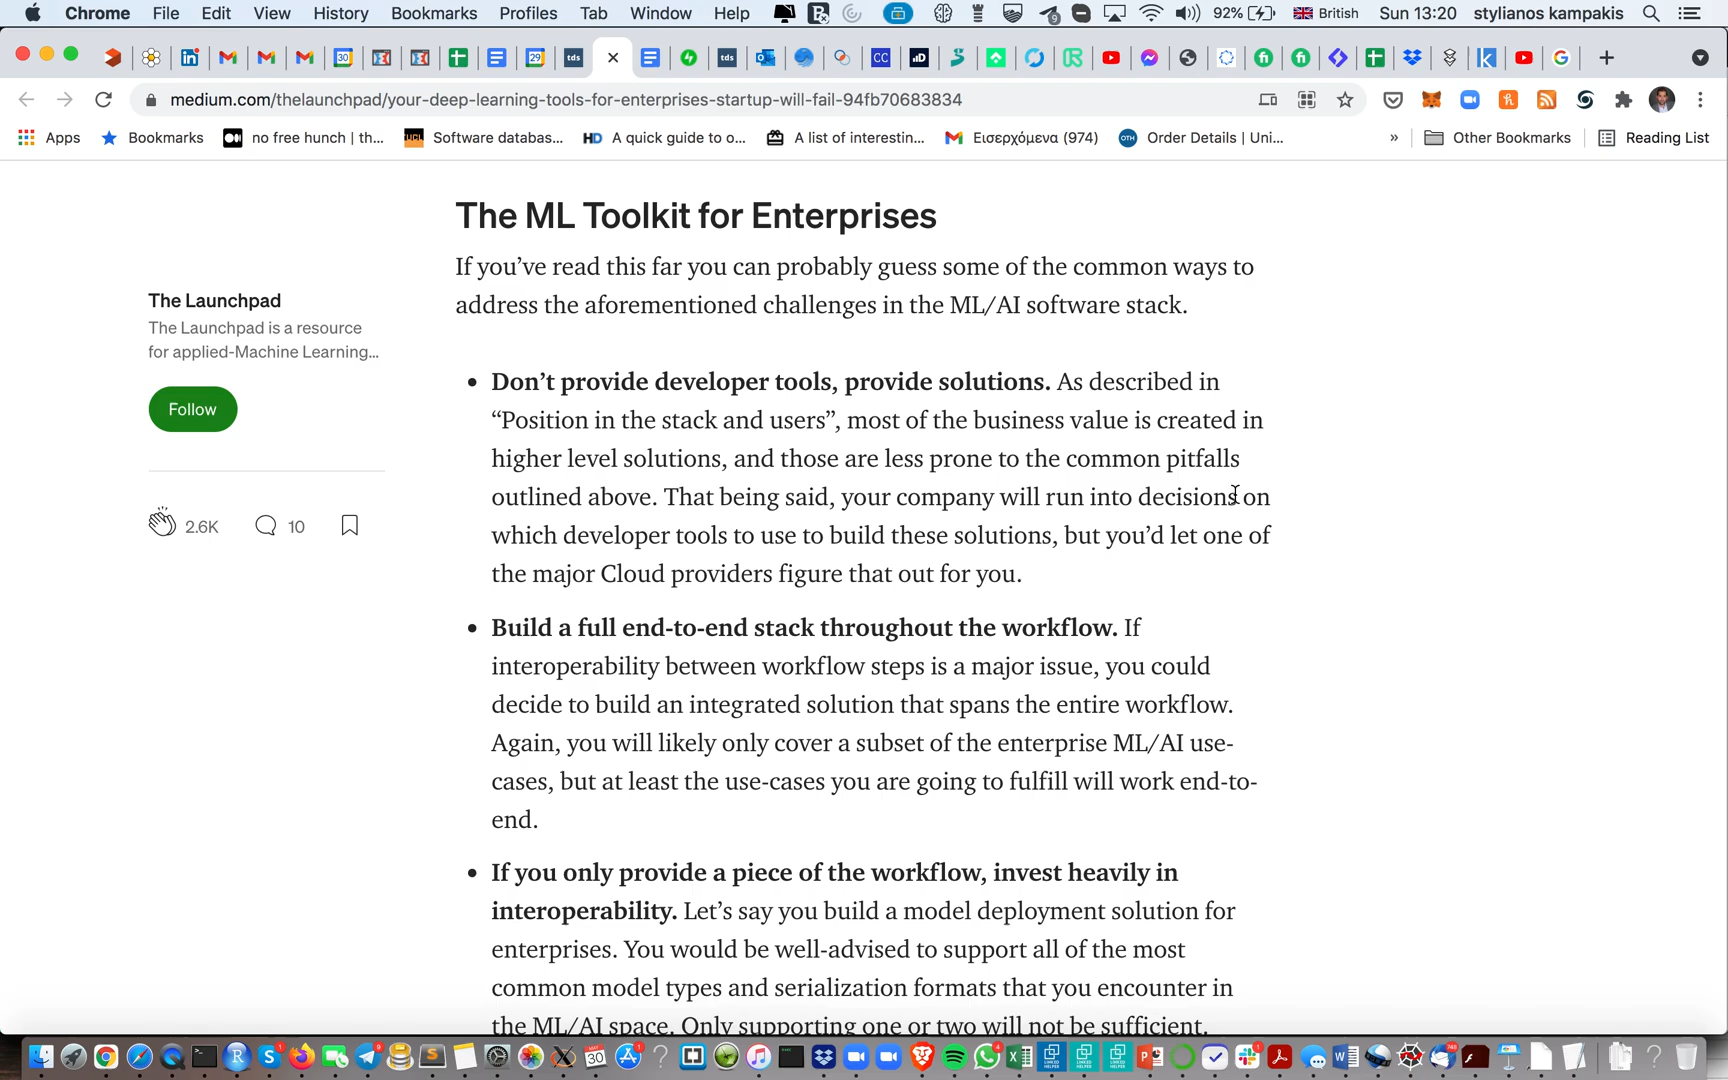 Chrome File Edit View History Bookmarks Profiles Tab Window Help 9 92% British Sun 13:20 stylianos kampakis
30 29 tds tds CC
medium.com/thelaunchpad/your-deep-learning-tools-for-enterprises-startup-will-fail-94fb70683834
Apps Bookmarks no free hunch | th... UCL Software databas... HD A quick guide to o... A list of interestin... Εισερχόμενα (974) OTH Order Details | Uni... » Other Bookmarks Reading List
The ML Toolkit for Enterprises
If you’ve read this far you can probably guess some of the common ways to
address the aforementioned challenges in the ML/AI software stack.
The Launchpad
The Launchpad is a resource
for applied-Machine Learning...
Follow
2.6K 10
• Don’t provide developer tools, provide solutions. As described in
“Position in the stack and users”, most of the business value is created in
higher level solutions, and those are less prone to the common pitfalls
outlined above. That being said, your company will run into decisions on
which developer tools to use to build these solutions, but you’d let one of
the major Cloud providers figure that out for you.
• Build a full end-to-end stack throughout the workflow. If
interoperability between workflow steps is a major issue, you could
decide to build an integrated solution that spans the entire workflow.
Again, you will likely only cover a subset of the enterprise ML/AI use-
cases, but at least the use-cases you are going to fulfill will work end-to-
end.
• If you only provide a piece of the workflow, invest heavily in
interoperability. Let’s say you build a model deployment solution for
enterprises. You would be well-advised to support all of the most
common model types and serialization formats that you encounter in
the ML/AI space. Only supporting one or two will not be sufficient.